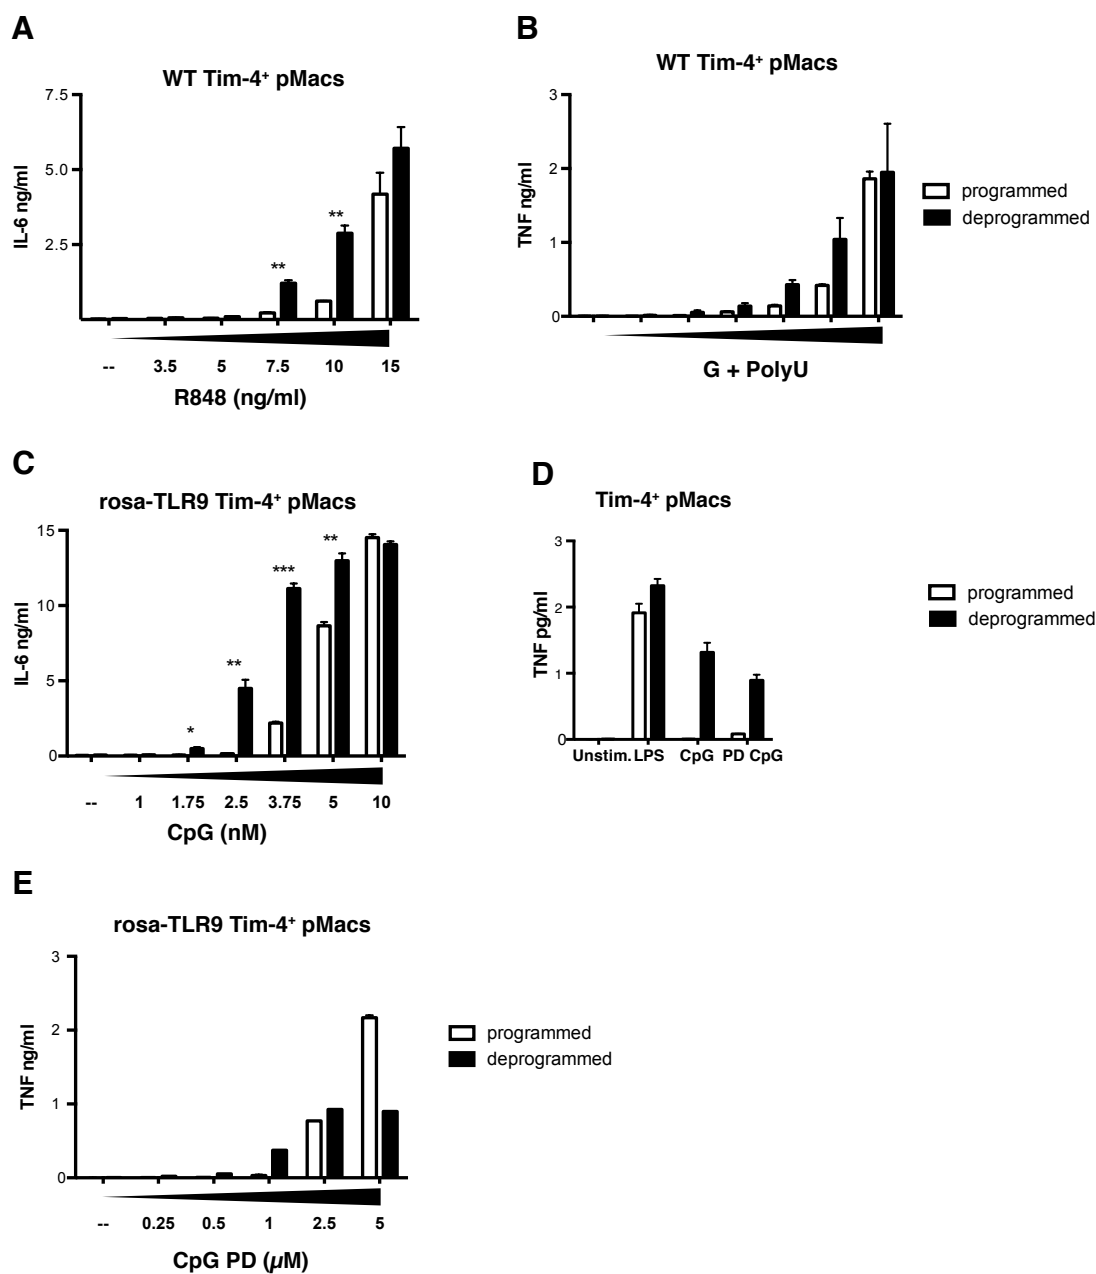 A
WT Tim-4+ pMacs
IL-6 ng/ml
7.5
5.0
2.5
**
**
-- 3.5 5 7.5 10 15
R848 (ng/ml)
B
WT Tim-4+ pMacs
TNF ng/ml
3
2
1
0
G + PolyU
programmed
deprogrammed
C
rosa-TLR9 Tim-4+ pMacs
IL-6 ng/ml
15
10
5
0
*
**
***
**
-- 1 1.75 2.5 3.75 5 10
CpG (nM)
D
Tim-4+ pMacs
TNF pg/ml
3
2
1
0
Unstim. LPS CpG PD CpG
programmed
deprogrammed
E
rosa-TLR9 Tim-4+ pMacs
TNF ng/ml
3
2
1
0
-- 0.25 0.5 1 2.5 5
CpG PD (µM)
programmed
deprogrammed